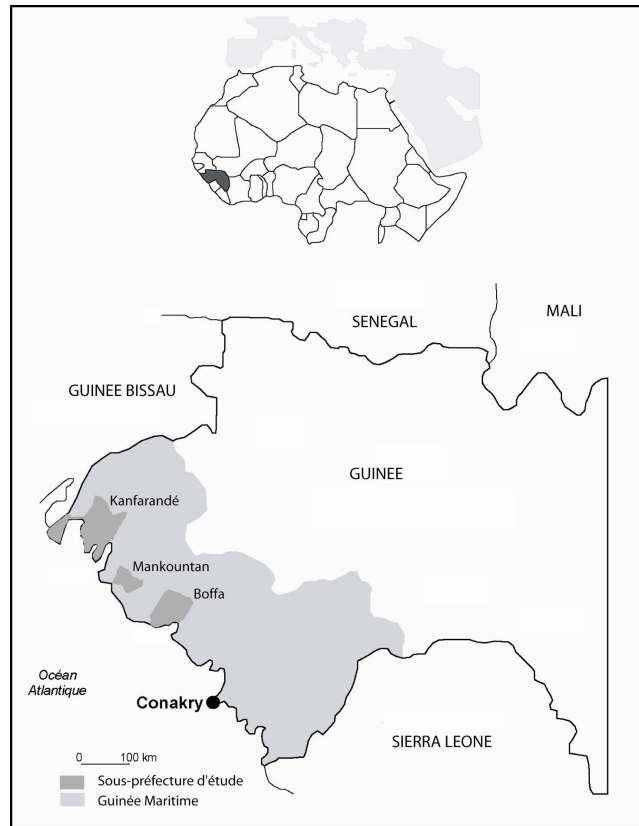 MALI
SENEGAL
GUINEE BISSAU
GUINEE
Kanfarandé
Mankountan
Boffa
Océan
Atlantique
Conakry
SIERRA LEONE
0 100 km
Sous-préfecture d'étude
Guinée Maritime